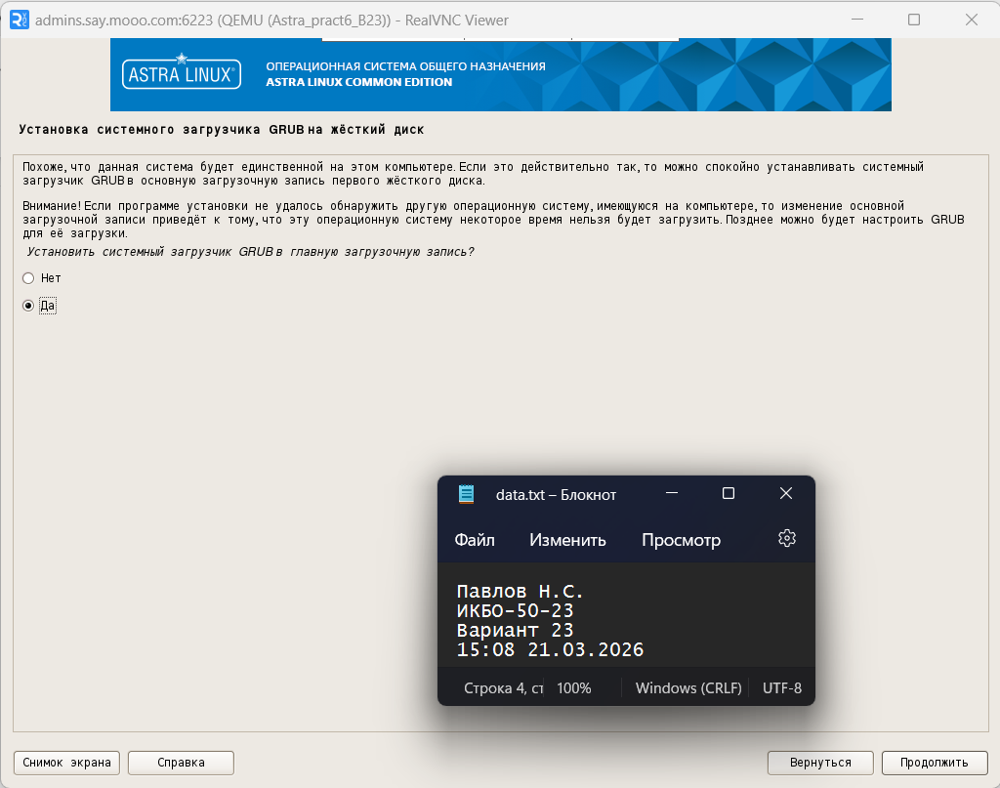 admins.say.mooo.com:6223 (QEMU (Astra_pract6_B23)) - RealVNC Viewer
ASTRA LINUX®
ОПЕРАЦИОННАЯ СИСТЕМА ОБЩЕГО НАЗНАЧЕНИЯ
ASTRA LINUX COMMON EDITION
Установка системного загрузчика GRUB на жёсткий диск
Похоже, что данная система будет единственной на этом компьютере. Если это действительно так, то можно спокойно устанавливать системный
загрузчик GRUB в основную загрузочную запись первого жёсткого диска.
Внимание! Если программе установки не удалось обнаружить другую операционную систему, имеющуюся на компьютере, то изменение основной
загрузочной записи приведёт к тому, что эту операционную систему некоторое время нельзя будет загрузить. Позднее можно будет настроить GRUB
для её загрузки.
Установить системный загрузчик GRUB в главную загрузочную запись?
Нет
Да
data.txt – Блокнот
Файл Изменить Просмотр
Павлов Н.С.
ИКБО-50-23
Вариант 23
15:08 21.03.2026
Строка 4, ст 100% Windows (CRLF) UTF-8
Снимок экрана Справка Вернуться Продолжить